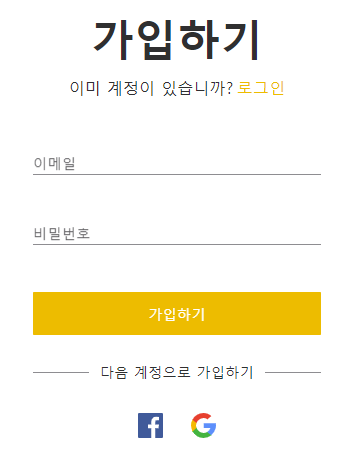 가입하기
이미 계정이 있습니까? 로그인
이메일
비밀번호
가입하기
다음 계정으로 가입하기